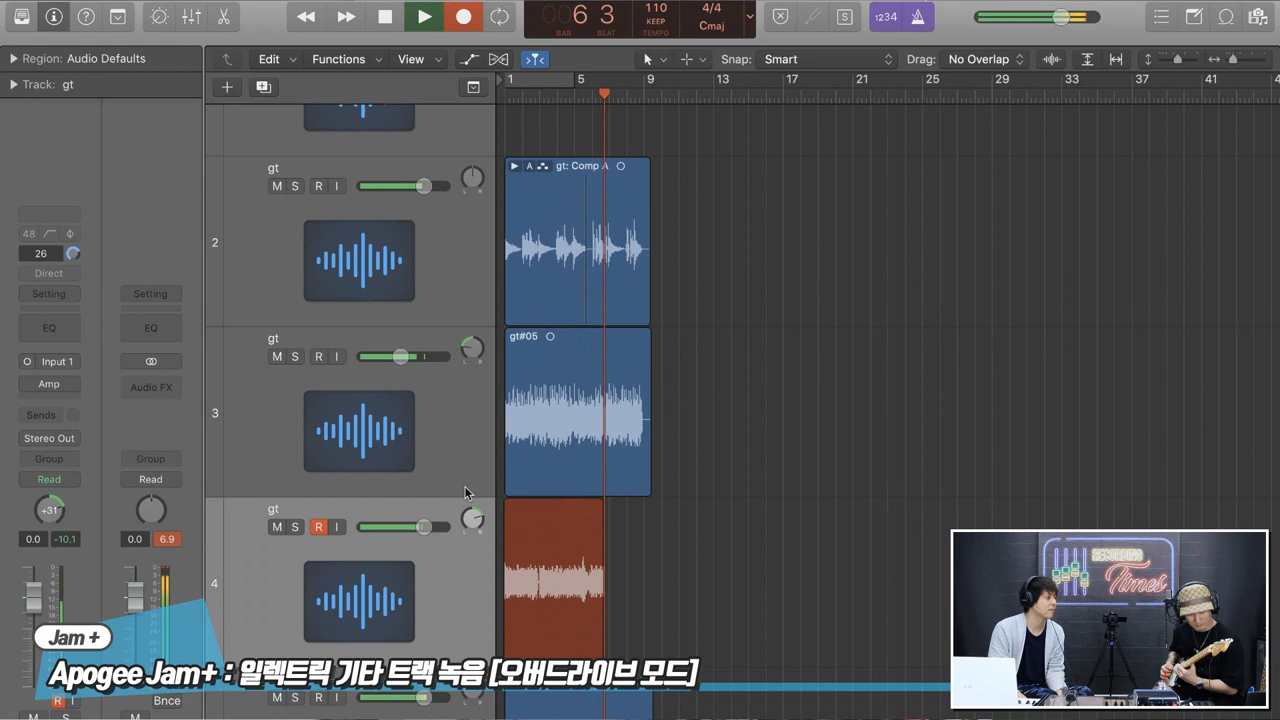 6 3
BAR BEAT
110
KEEP
TEMPO
4/4
Cmaj
S
1234
Region: Audio Defaults
Edit Functions View Snap: Smart Drag: No Overlap
Track: gt
1 5 9 13 17 21 25 29 33 37 41
gt
M S R I
2
gt: Comp A
gt
M S R I
3
gt#05
gt
M S R I
4
M S R I
48
26
Direct
Setting
EQ
Input 1
Amp
Sends
Stereo Out
Group
Read
+31
0.0 -10.1
R I
M
Setting
EQ
Audio FX
Group
Read
0.0 6.9
Bnce
M
RECORDING
Times
Jam +
Apogee Jam+ : 일렉트릭 기타 트랙 녹음 [오버드라이브 모드]